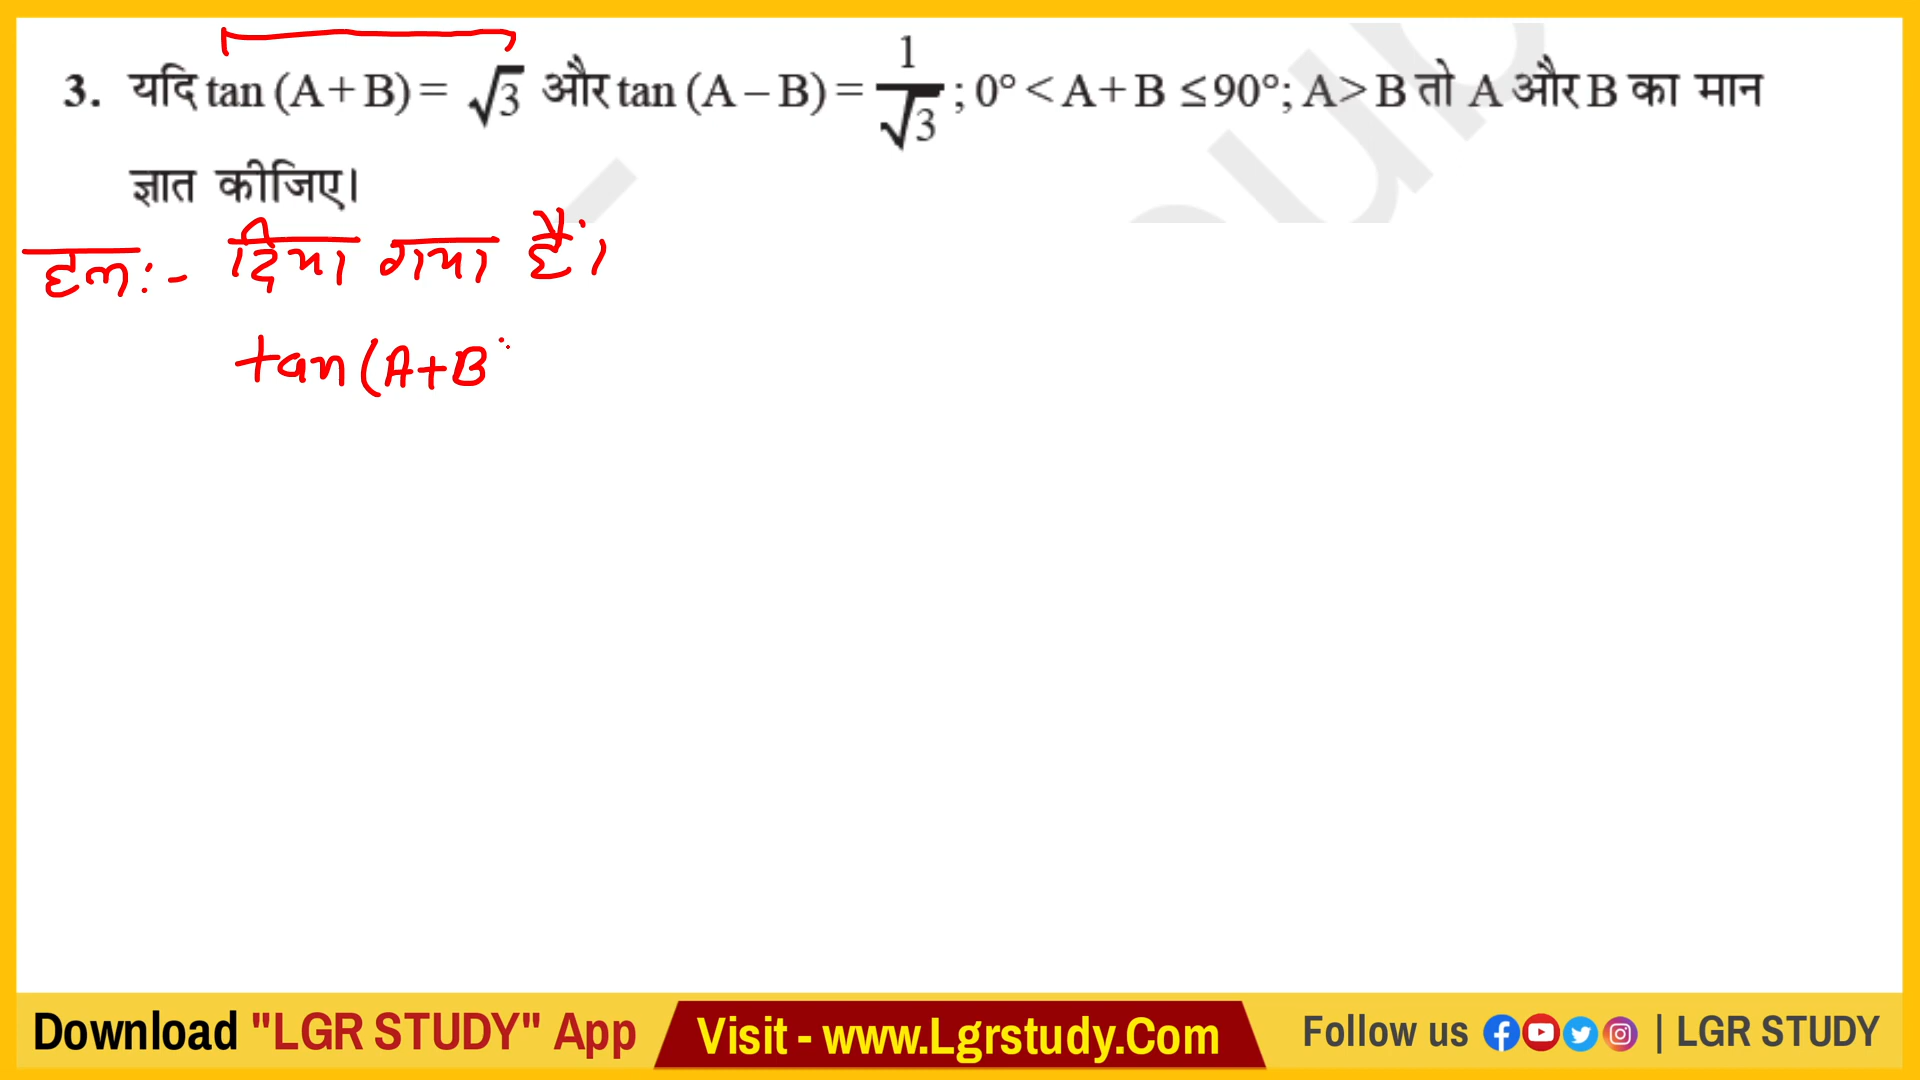 3. यदि tan (A+B) = √3 और tan (A – B) = 1/√3 ; 0° < A+B ≤ 90°; A> B तो A और B का मान
ज्ञात कीजिए।
हल:- दिया गया हैं।
tan (A+B
Download "LGR STUDY" App
Visit - www.Lgrstudy.Com
Follow us | LGR STUDY